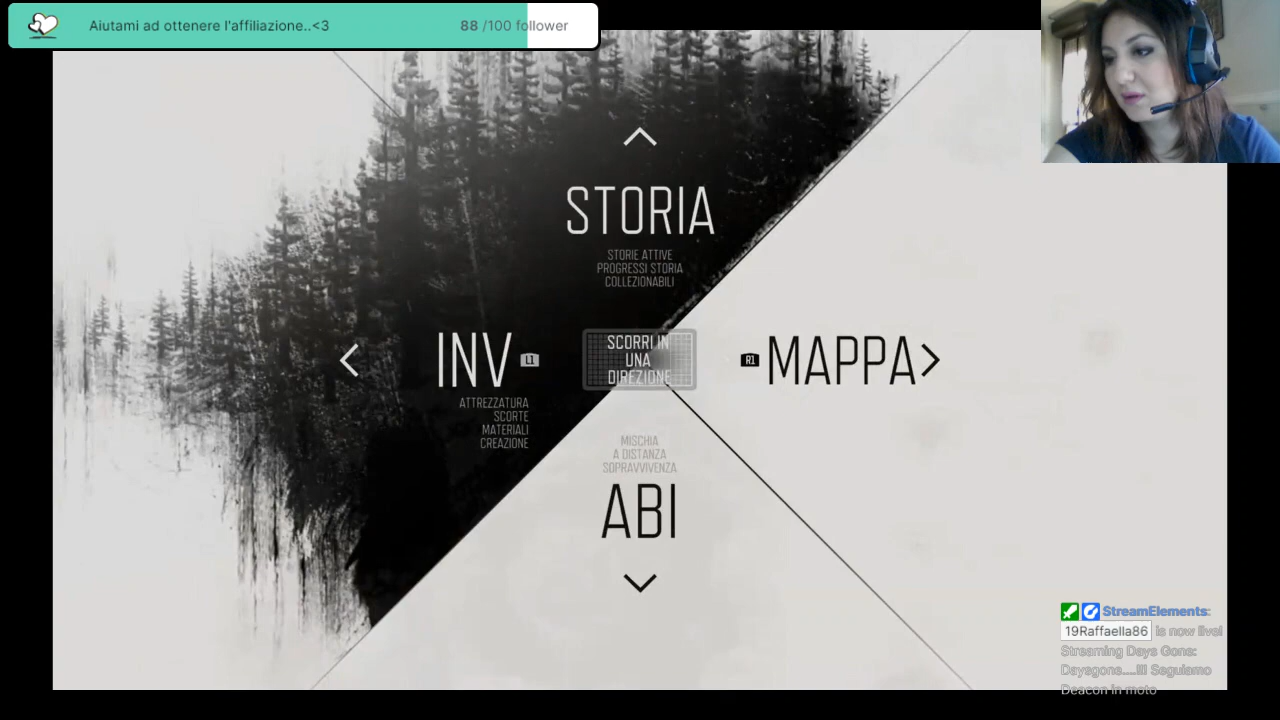 Aiutami ad ottenere l'affiliazione..<3
88 /100 follower
STORIA
STORIE ATTIVE
PROGRESSI STORIA
COLLEZIONABILI
INV L1
ATTREZZATURA
SCORTE
MATERIALI
CREAZIONE
SCORRI IN
UNA
DIREZIONE
R1 MAPPA
MISCHIA
A DISTANZA
SOPRAVVIVENZA
ABI
StreamElements:
19Raffaella86 is now live!
Streaming Days Gone:
Daysgone....!!! Seguiamo
Deacon in moto